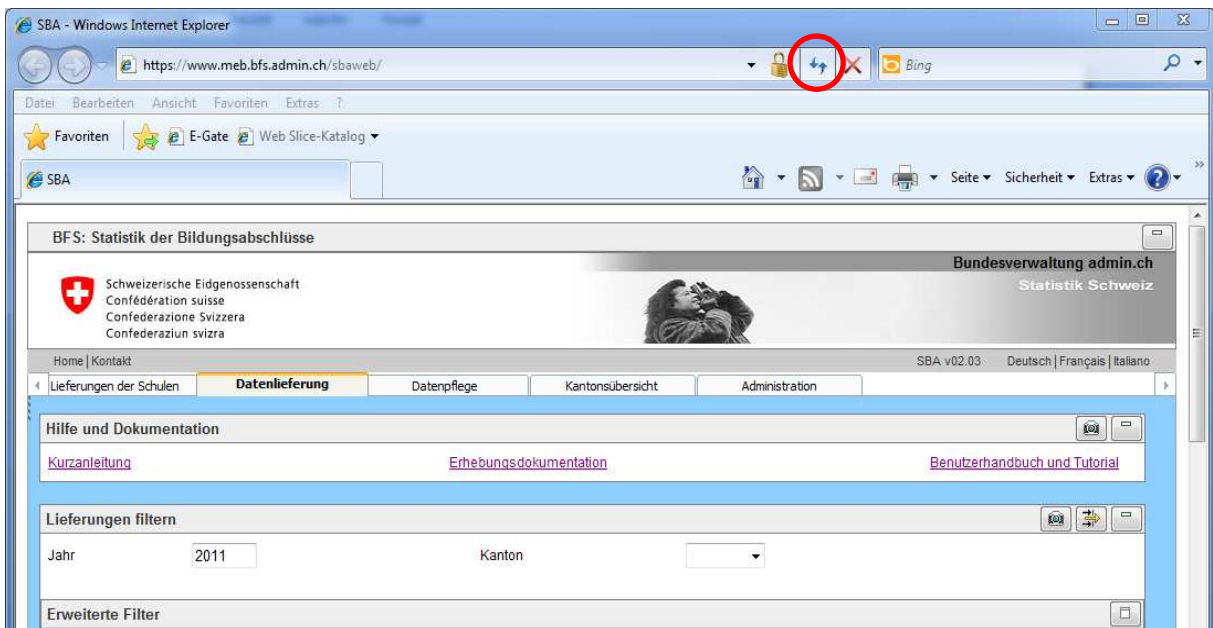 SBA - Windows Internet Explorer
https://www.meb.bfs.admin.ch/sbaweb/
Bing
Datei Bearbeiten Ansicht Favoriten Extras ?
Favoriten E-Gate Web Slice-Katalog
SBA
Seite Sicherheit Extras
BFS: Statistik der Bildungsabschlüsse
Bundesverwaltung admin.ch
Statistik Schweiz
Schweizerische Eidgenossenschaft
Confédération suisse
Confederazione Svizzera
Confederaziun svizra
Home | Kontakt SBA v02.03 Deutsch | Français | Italiano
Lieferungen der Schulen Datenlieferung Datenpflege Kantonsübersicht Administration
Hilfe und Dokumentation
Kurzanleitung Erhebungsdokumentation Benutzerhandbuch und Tutorial
Lieferungen filtern
Jahr 2011 Kanton
Erweiterte Filter